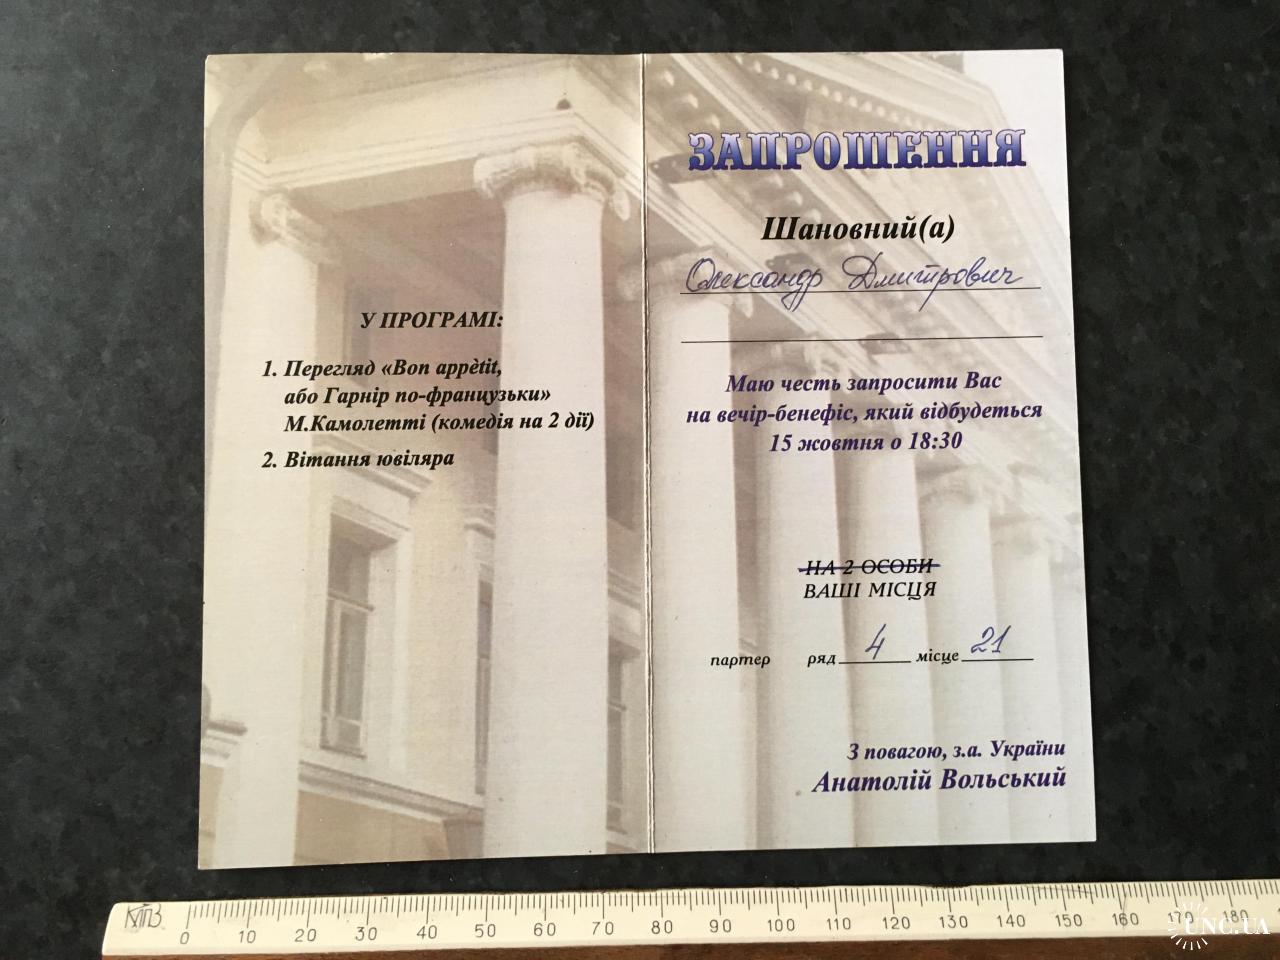 У ПРОГРАМІ:
1. Перегляд «Bon appètit,
або Гарнір по-французьки»
М.Камолетті (комедія на 2 дії)
2. Вітання ювіляра
ЗАПРОШЕННЯ
Шановний(а)
Олександр Дмитрович
Маю честь запросити Вас
на вечір-бенефіс, який відбудеться
15 жовтня о 18:30
НА 2 ОСОБИ
ВАШІ МІСЦЯ
партер ряд 4 місце 21
З повагою, з.а. України
Анатолій Вольський
0 10 20 30 40 50 60 70 80 90 100 110 120 130 140 150 160 170 180
UNC.UA